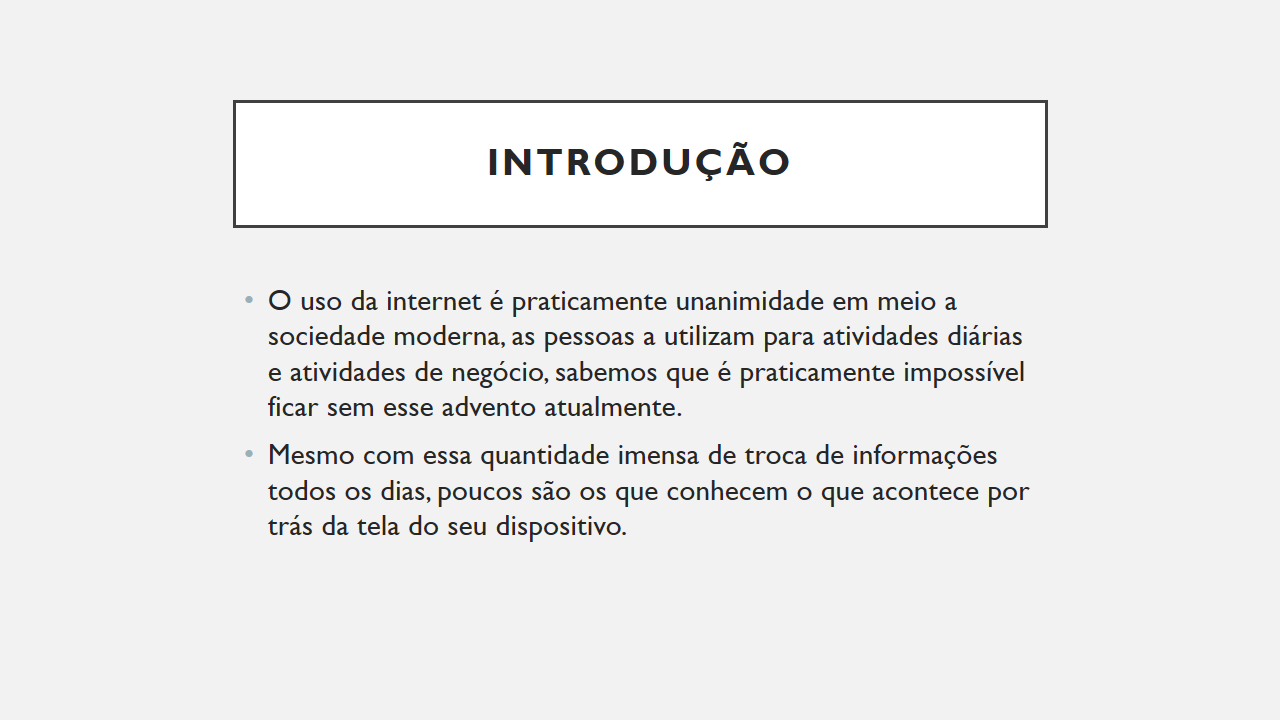 INTRODUÇÃO
• O uso da internet é praticamente unanimidade em meio a
sociedade moderna, as pessoas a utilizam para atividades diárias
e atividades de negócio, sabemos que é praticamente impossível
ficar sem esse advento atualmente.
• Mesmo com essa quantidade imensa de troca de informações
todos os dias, poucos são os que conhecem o que acontece por
trás da tela do seu dispositivo.